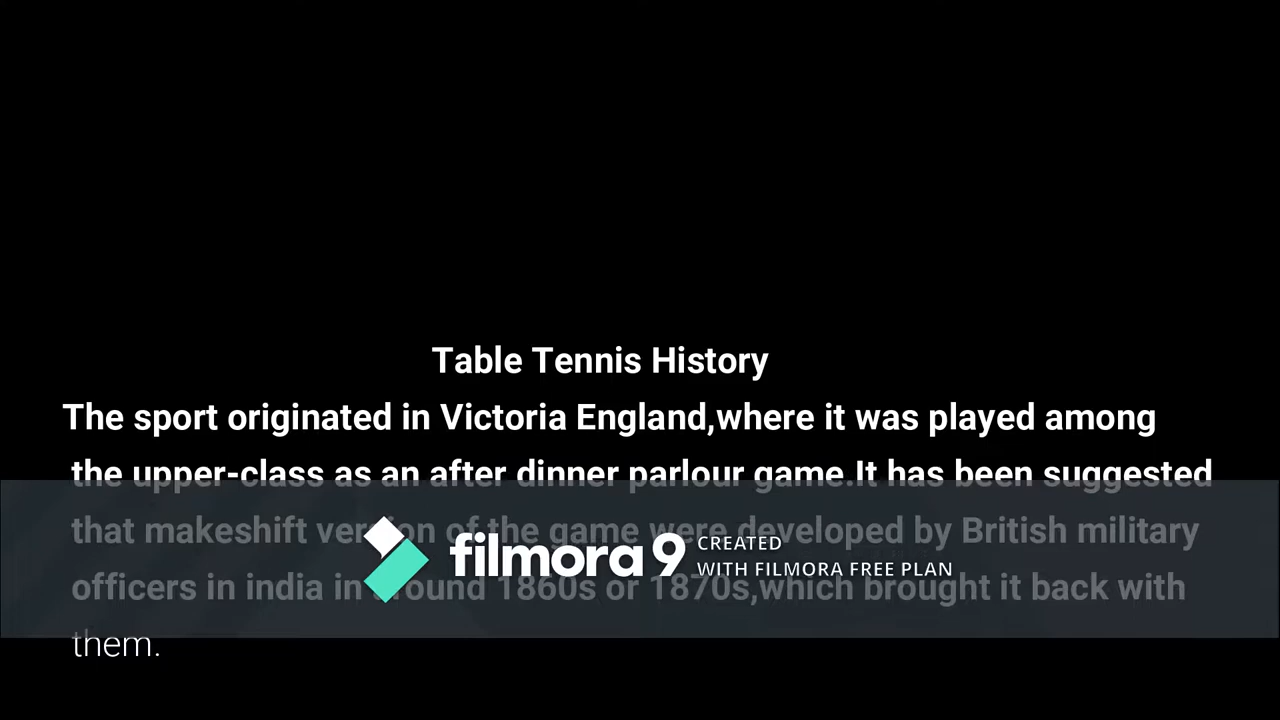 Table Tennis History
The sport originated in Victoria England,where it was played among
the upper-class as an after dinner parlour game.It has been suggested
that makeshift version of the game were developed by British military
officers in india in around 1860s or 1870s,which brought it back with
them.
filmora9
CREATED
WITH FILMORA FREE PLAN